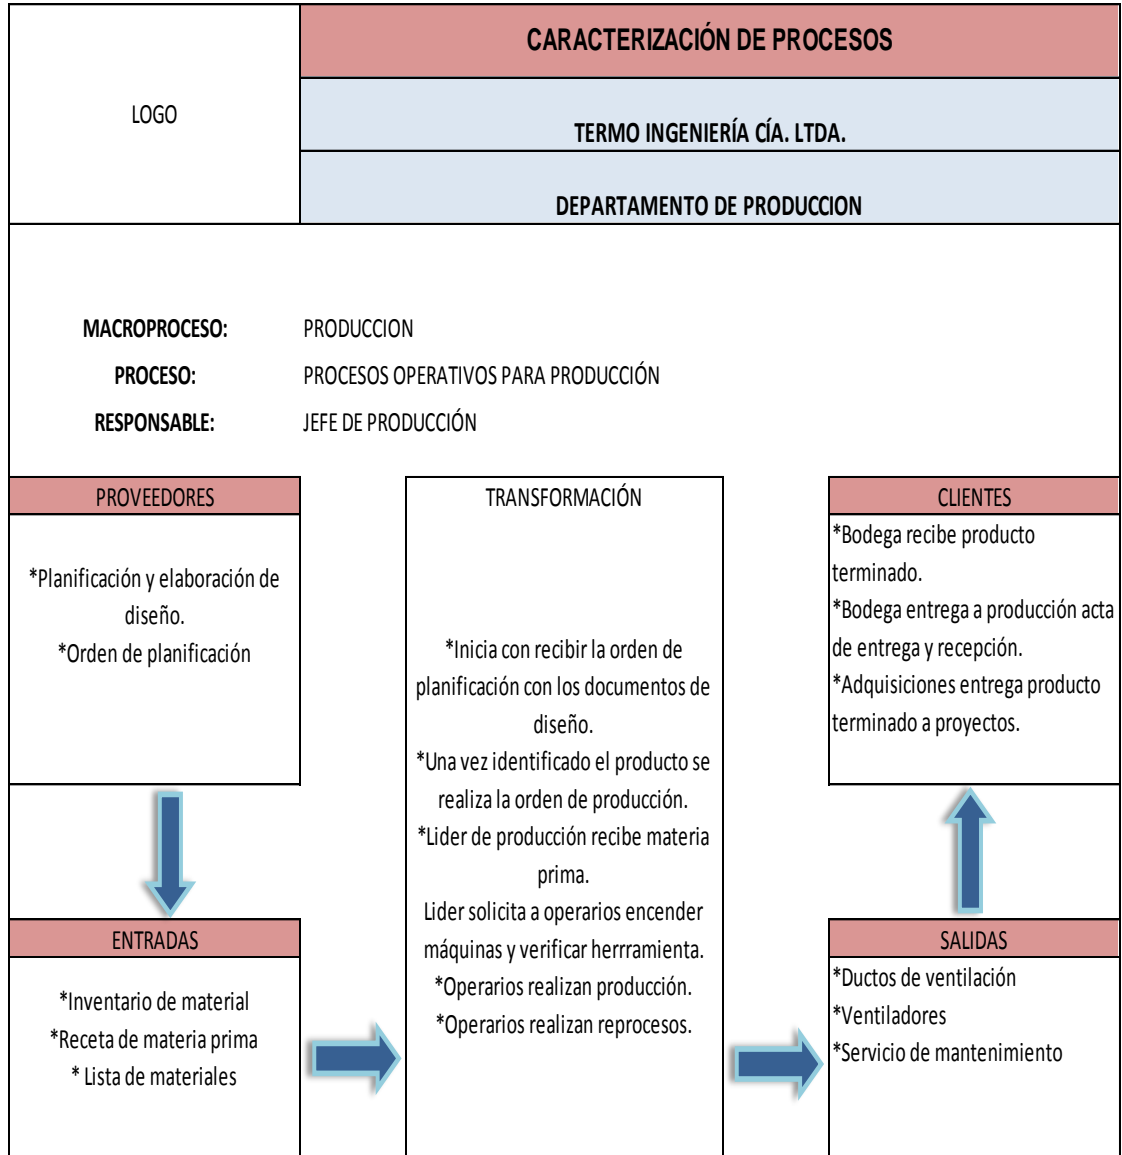 LOGO
CARACTERIZACIÓN DE PROCESOS
TERMO INGENIERÍA CÍA. LTDA.
DEPARTAMENTO DE PRODUCCION
MACROPROCESO: PRODUCCION
PROCESO: PROCESOS OPERATIVOS PARA PRODUCCIÓN
RESPONSABLE: JEFE DE PRODUCCIÓN
PROVEEDORES
*Planificación y elaboración de
diseño.
*Orden de planificación
ENTRADAS
*Inventario de material
*Receta de materia prima
* Lista de materiales
TRANSFORMACIÓN
*Inicia con recibir la orden de
planificación con los documentos de
diseño.
*Una vez identificado el producto se
realiza la orden de producción.
*Lider de producción recibe materia
prima.
Lider solicita a operarios encender
máquinas y verificar herrramienta.
*Operarios realizan producción.
*Operarios realizan reprocesos.
CLIENTES
*Bodega recibe producto
terminado.
*Bodega entrega a producción acta
de entrega y recepción.
*Adquisiciones entrega producto
terminado a proyectos.
SALIDAS
*Ductos de ventilación
*Ventiladores
*Servicio de mantenimiento